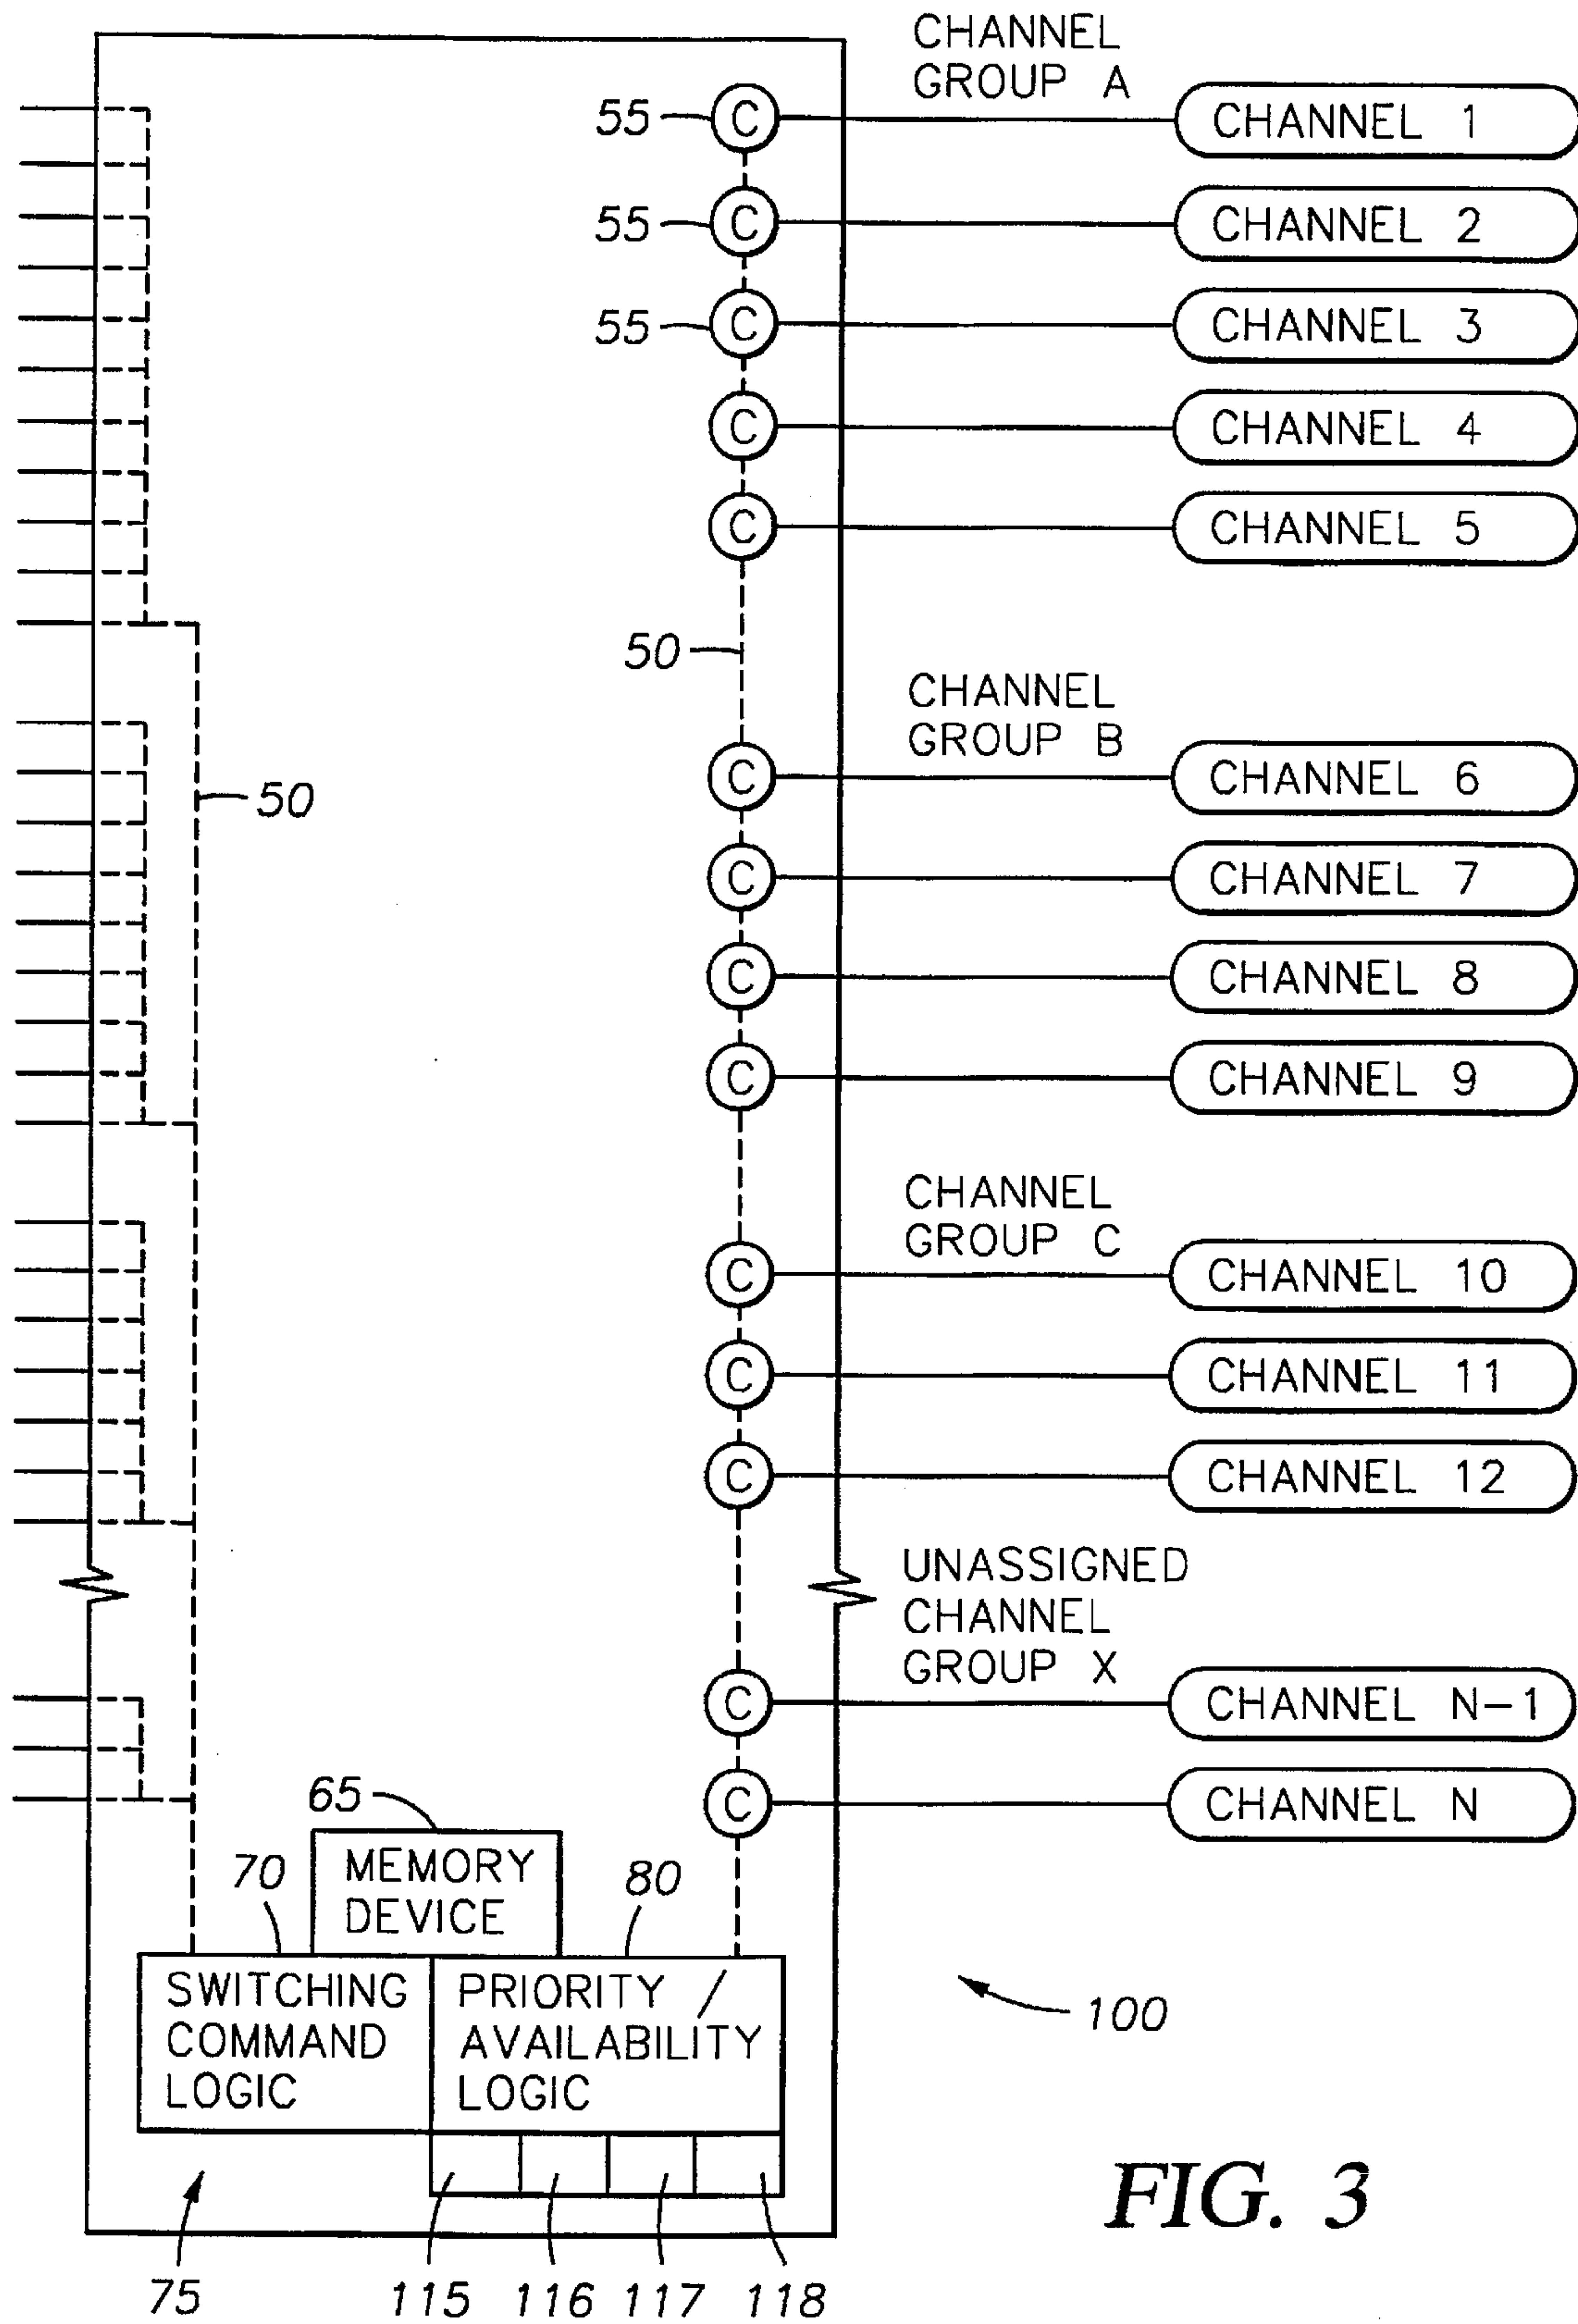 CHANNEL
GROUP A
55 C CHANNEL 1
55 C CHANNEL 2
55 C CHANNEL 3
C CHANNEL 4
C CHANNEL 5
50
CHANNEL
GROUP B
C CHANNEL 6
50
C CHANNEL 7
C CHANNEL 8
C CHANNEL 9
CHANNEL
GROUP C
C CHANNEL 10
C CHANNEL 11
C CHANNEL 12
UNASSIGNED
CHANNEL
GROUP X
C CHANNEL N-1
C CHANNEL N
65
MEMORY
DEVICE
70
80
SWITCHING
COMMAND
LOGIC
PRIORITY /
AVAILABILITY
LOGIC
100
FIG. 3
75 115 116 117 118